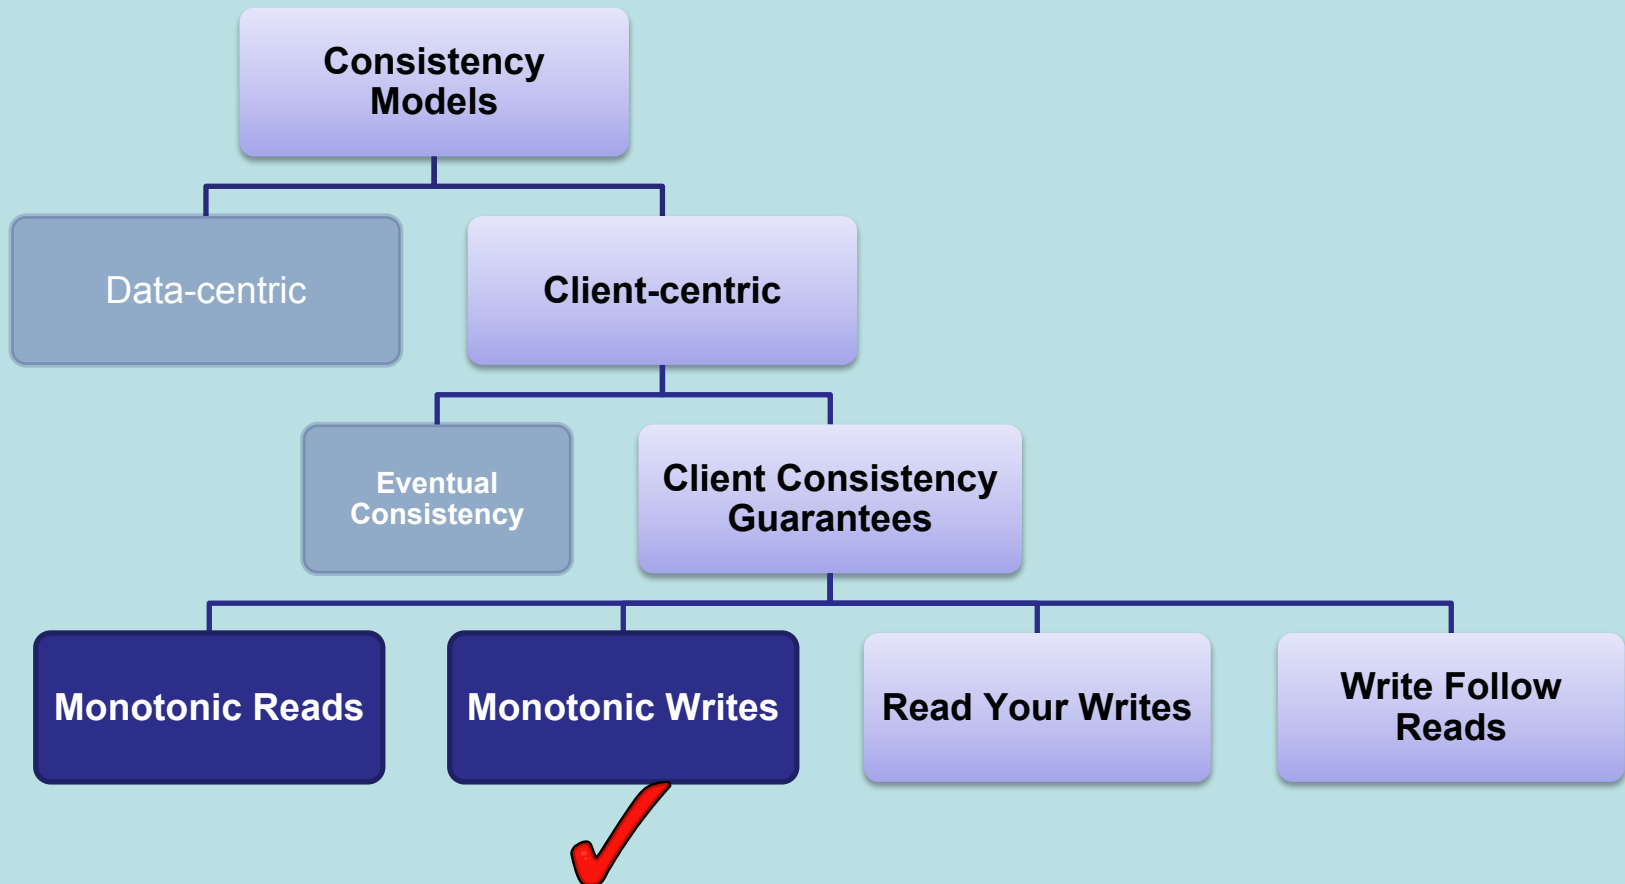 Consistency
Models
Data-centric
Client-centric
Eventual
Consistency
Client Consistency
Guarantees
Monotonic Reads
Monotonic Writes
Read Your Writes
Write Follow
Reads